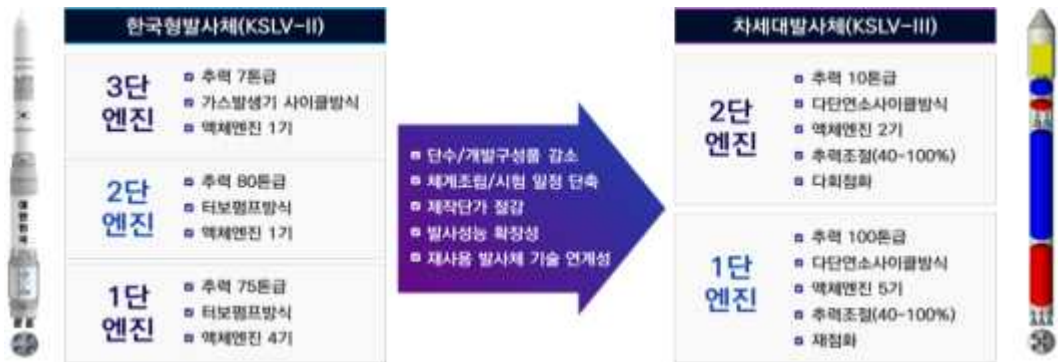 한국형발사체(KSLV-II)
3단
엔진
추력 7톤급
가스발생기 사이클방식
액체엔진 1기
2단
엔진
추력 80톤급
터보펌프방식
액체엔진 1기
1단
엔진
추력 75톤급
터보펌프방식
액체엔진 4기
단수/개발구성품 감소
체계조립/시험 일정 단축
제작단가 절감
발사성능 확장성
재사용 발사체 기술 연계성
차세대발사체(KSLV-III)
2단
엔진
추력 10톤급
다단연소사이클방식
액체엔진 2기
추력조절(40-100%)
다회점화
1단
엔진
추력 100톤급
다단연소사이클방식
액체엔진 5기
추력조절(40-100%)
재점화
대한민국